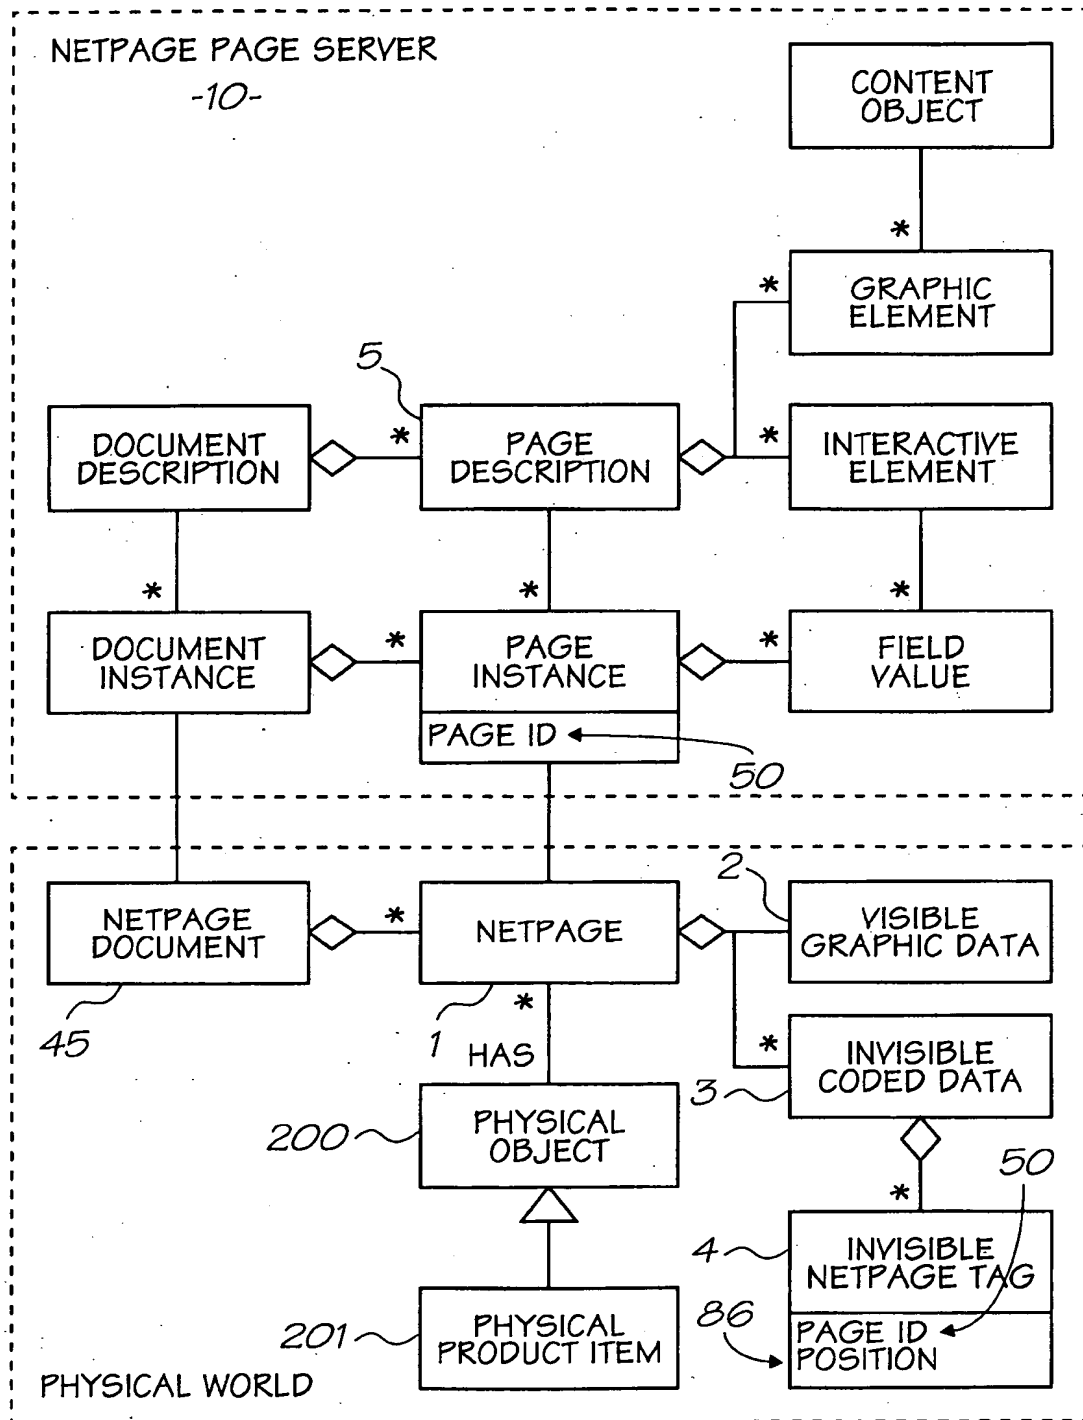 NETPAGE PAGE SERVER
-10-
CONTENT
OBJECT
*
*
GRAPHIC
ELEMENT
5
DOCUMENT
DESCRIPTION
*
PAGE
DESCRIPTION
*
INTERACTIVE
ELEMENT
*
*
*
DOCUMENT
INSTANCE
*
PAGE
INSTANCE
*
FIELD
VALUE
PAGE ID
50
2
NETPAGE
DOCUMENT
*
NETPAGE
VISIBLE
GRAPHIC DATA
45
1
*
HAS
*
3
INVISIBLE
CODED DATA
200
PHYSICAL
OBJECT
50
*
4
INVISIBLE
NETPAGE TAG
86
PAGE ID
POSITION
201
PHYSICAL
PRODUCT ITEM
PHYSICAL WORLD